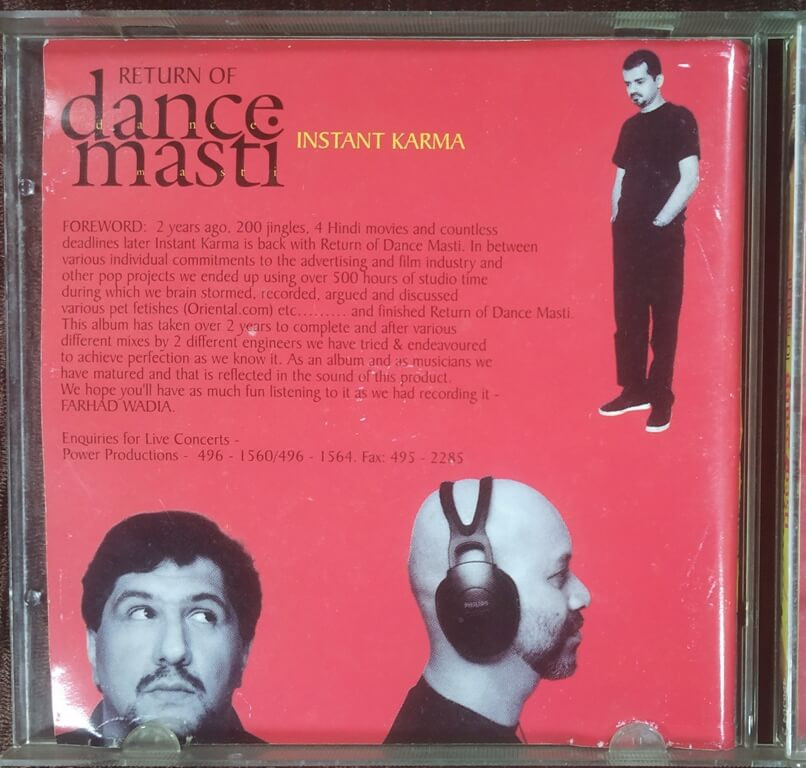 RETURN OF
dance
d a n c e
masti
m a s t i
INSTANT KARMA
FOREWORD: 2 years ago, 200 jingles, 4 Hindi movies and countless
deadlines later Instant Karma is back with Return of Dance Masti. In between
various individual commitments to the advertising and film industry and
other pop projects we ended up using over 500 hours of studio time
during which we brain stormed, recorded, argued and discussed
various pet fetishes (Oriental.com) etc......... and finished Return of Dance Masti.
This album has taken over 2 years to complete and after various
different mixes by 2 different engineers we have tried & endeavoured
to achieve perfection as we know it. As an album and as musicians we
have matured and that is reflected in the sound of this product.
We hope you'll have as much fun listening to it as we had recording it -
FARHAD WADIA.
Enquiries for Live Concerts -
Power Productions - 496 - 1560/496 - 1564. Fax: 495 - 2285
PHILIPS